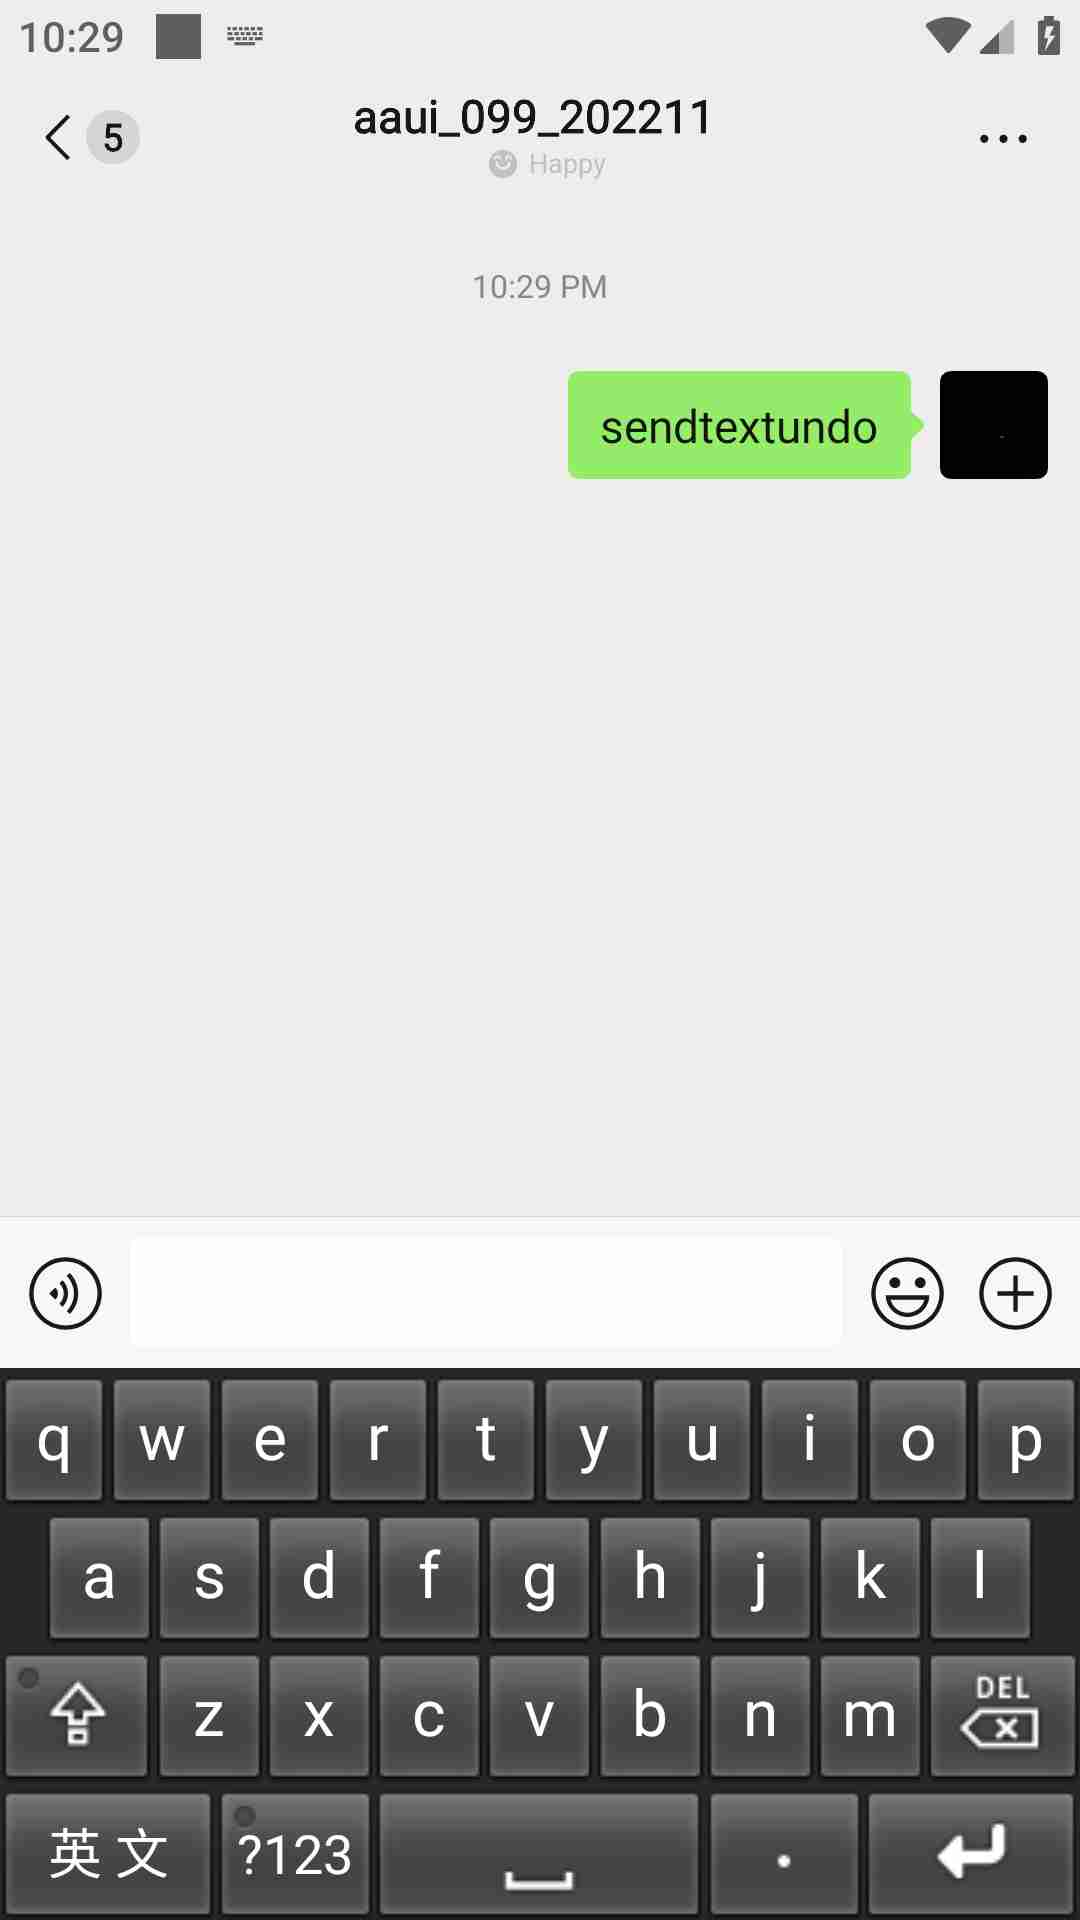 10:29
5
aaui_099_202211
Happy
10:29 PM
sendtextundo
q w e r t y u i o p
a s d f g h j k l
z x c v b n m DEL
英文 ?123 .